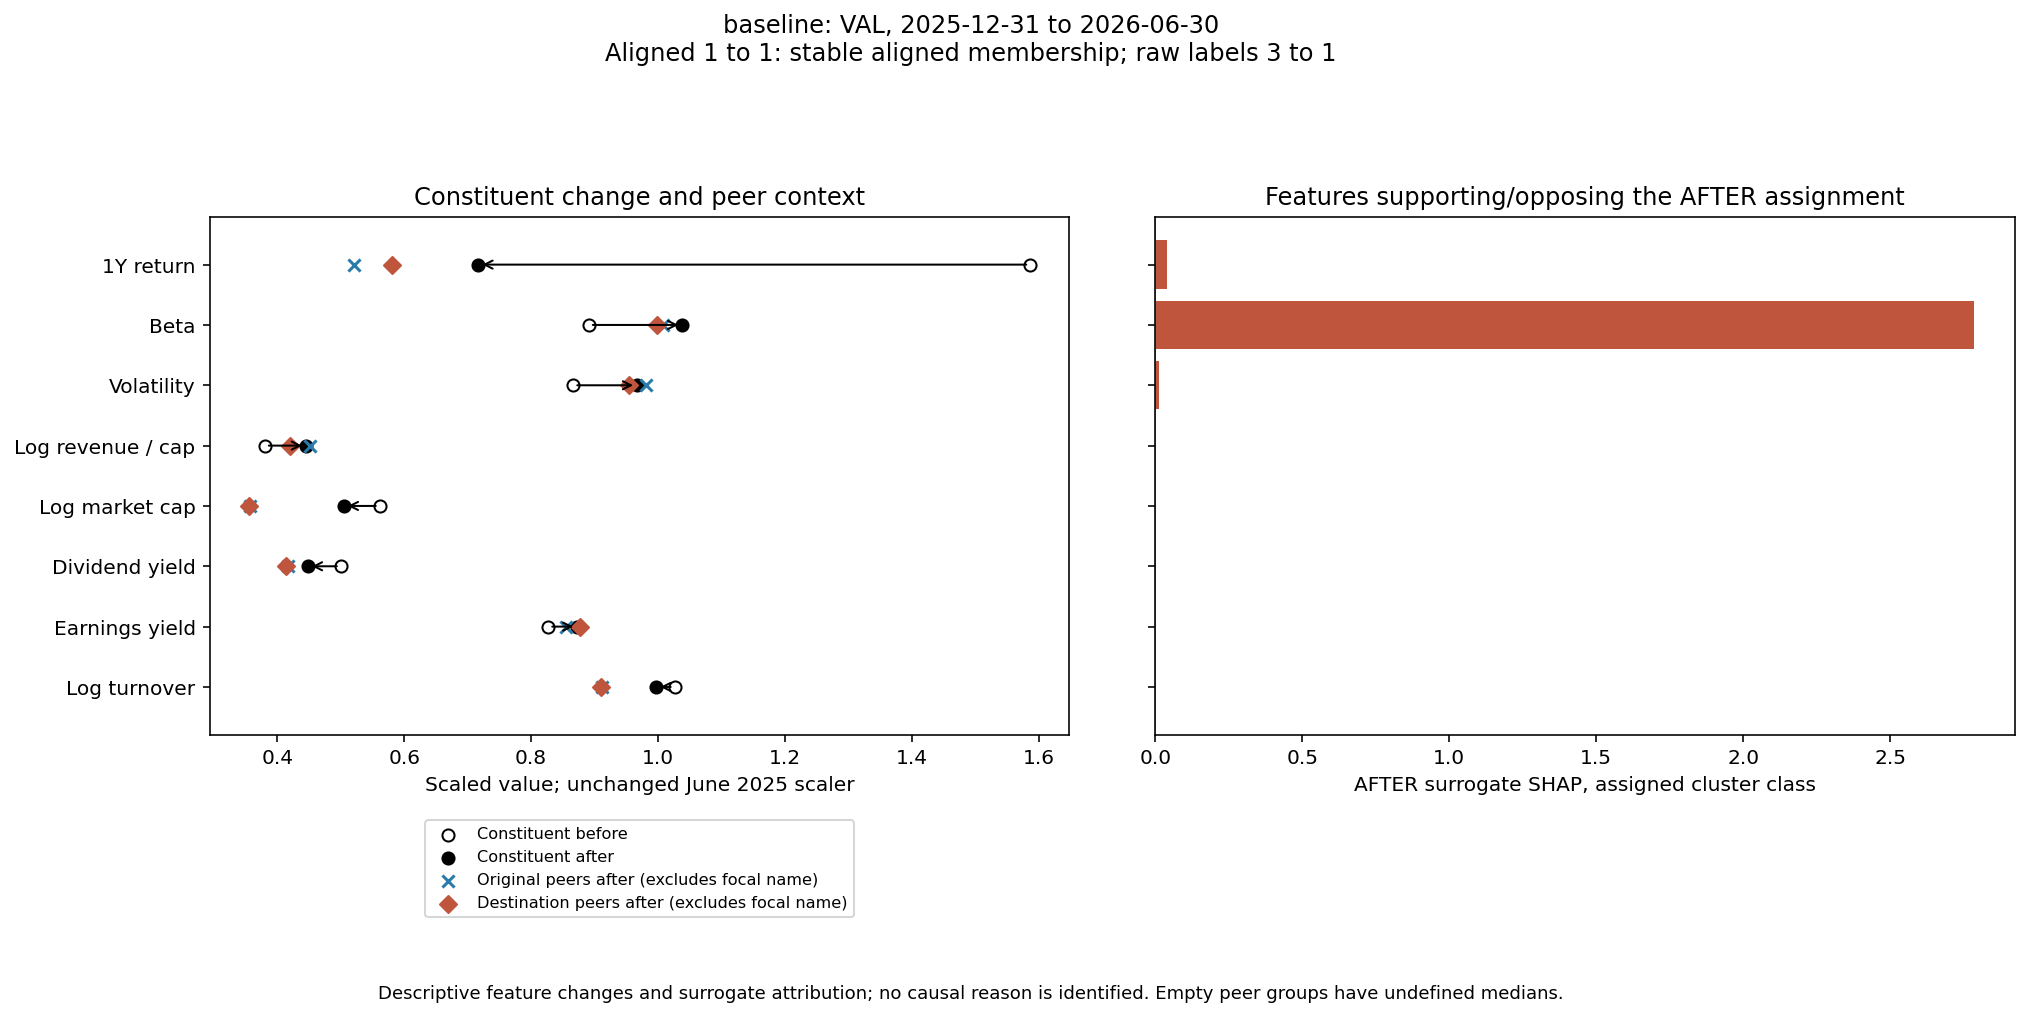 baseline: VAL, 2025-12-31 to 2026-06-30
Aligned 1 to 1: stable aligned membership; raw labels 3 to 1
Constituent change and peer context
1Y return
Beta
Volatility
Log revenue / cap
Log market cap
Dividend yield
Earnings yield
Log turnover
0.4 0.6 0.8 1.0 1.2 1.4 1.6
Scaled value; unchanged June 2025 scaler
Constituent before
Constituent after
Original peers after (excludes focal name)
Destination peers after (excludes focal name)
Features supporting/opposing the AFTER assignment
0.0 0.5 1.0 1.5 2.0 2.5
AFTER surrogate SHAP, assigned cluster class
Descriptive feature changes and surrogate attribution; no causal reason is identified. Empty peer groups have undefined medians.